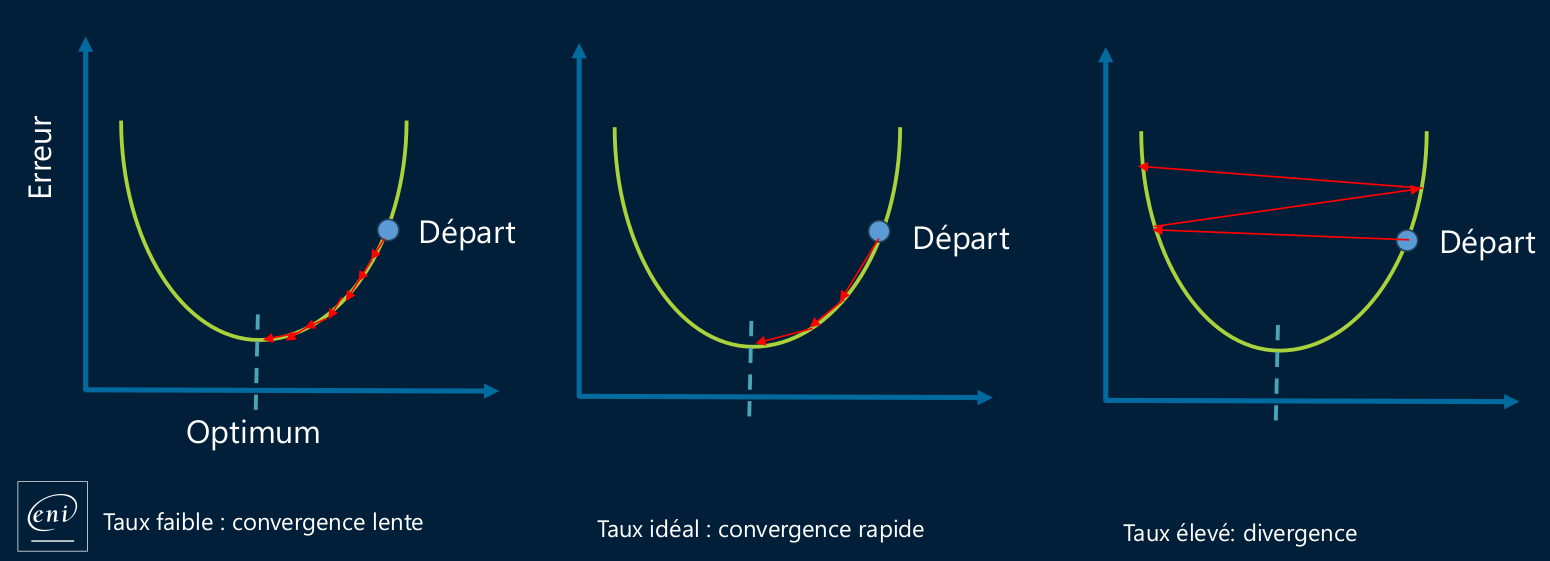 Erreur
Départ
Départ
Départ
Optimum
eni
Taux faible : convergence lente
Taux idéal : convergence rapide
Taux élevé: divergence